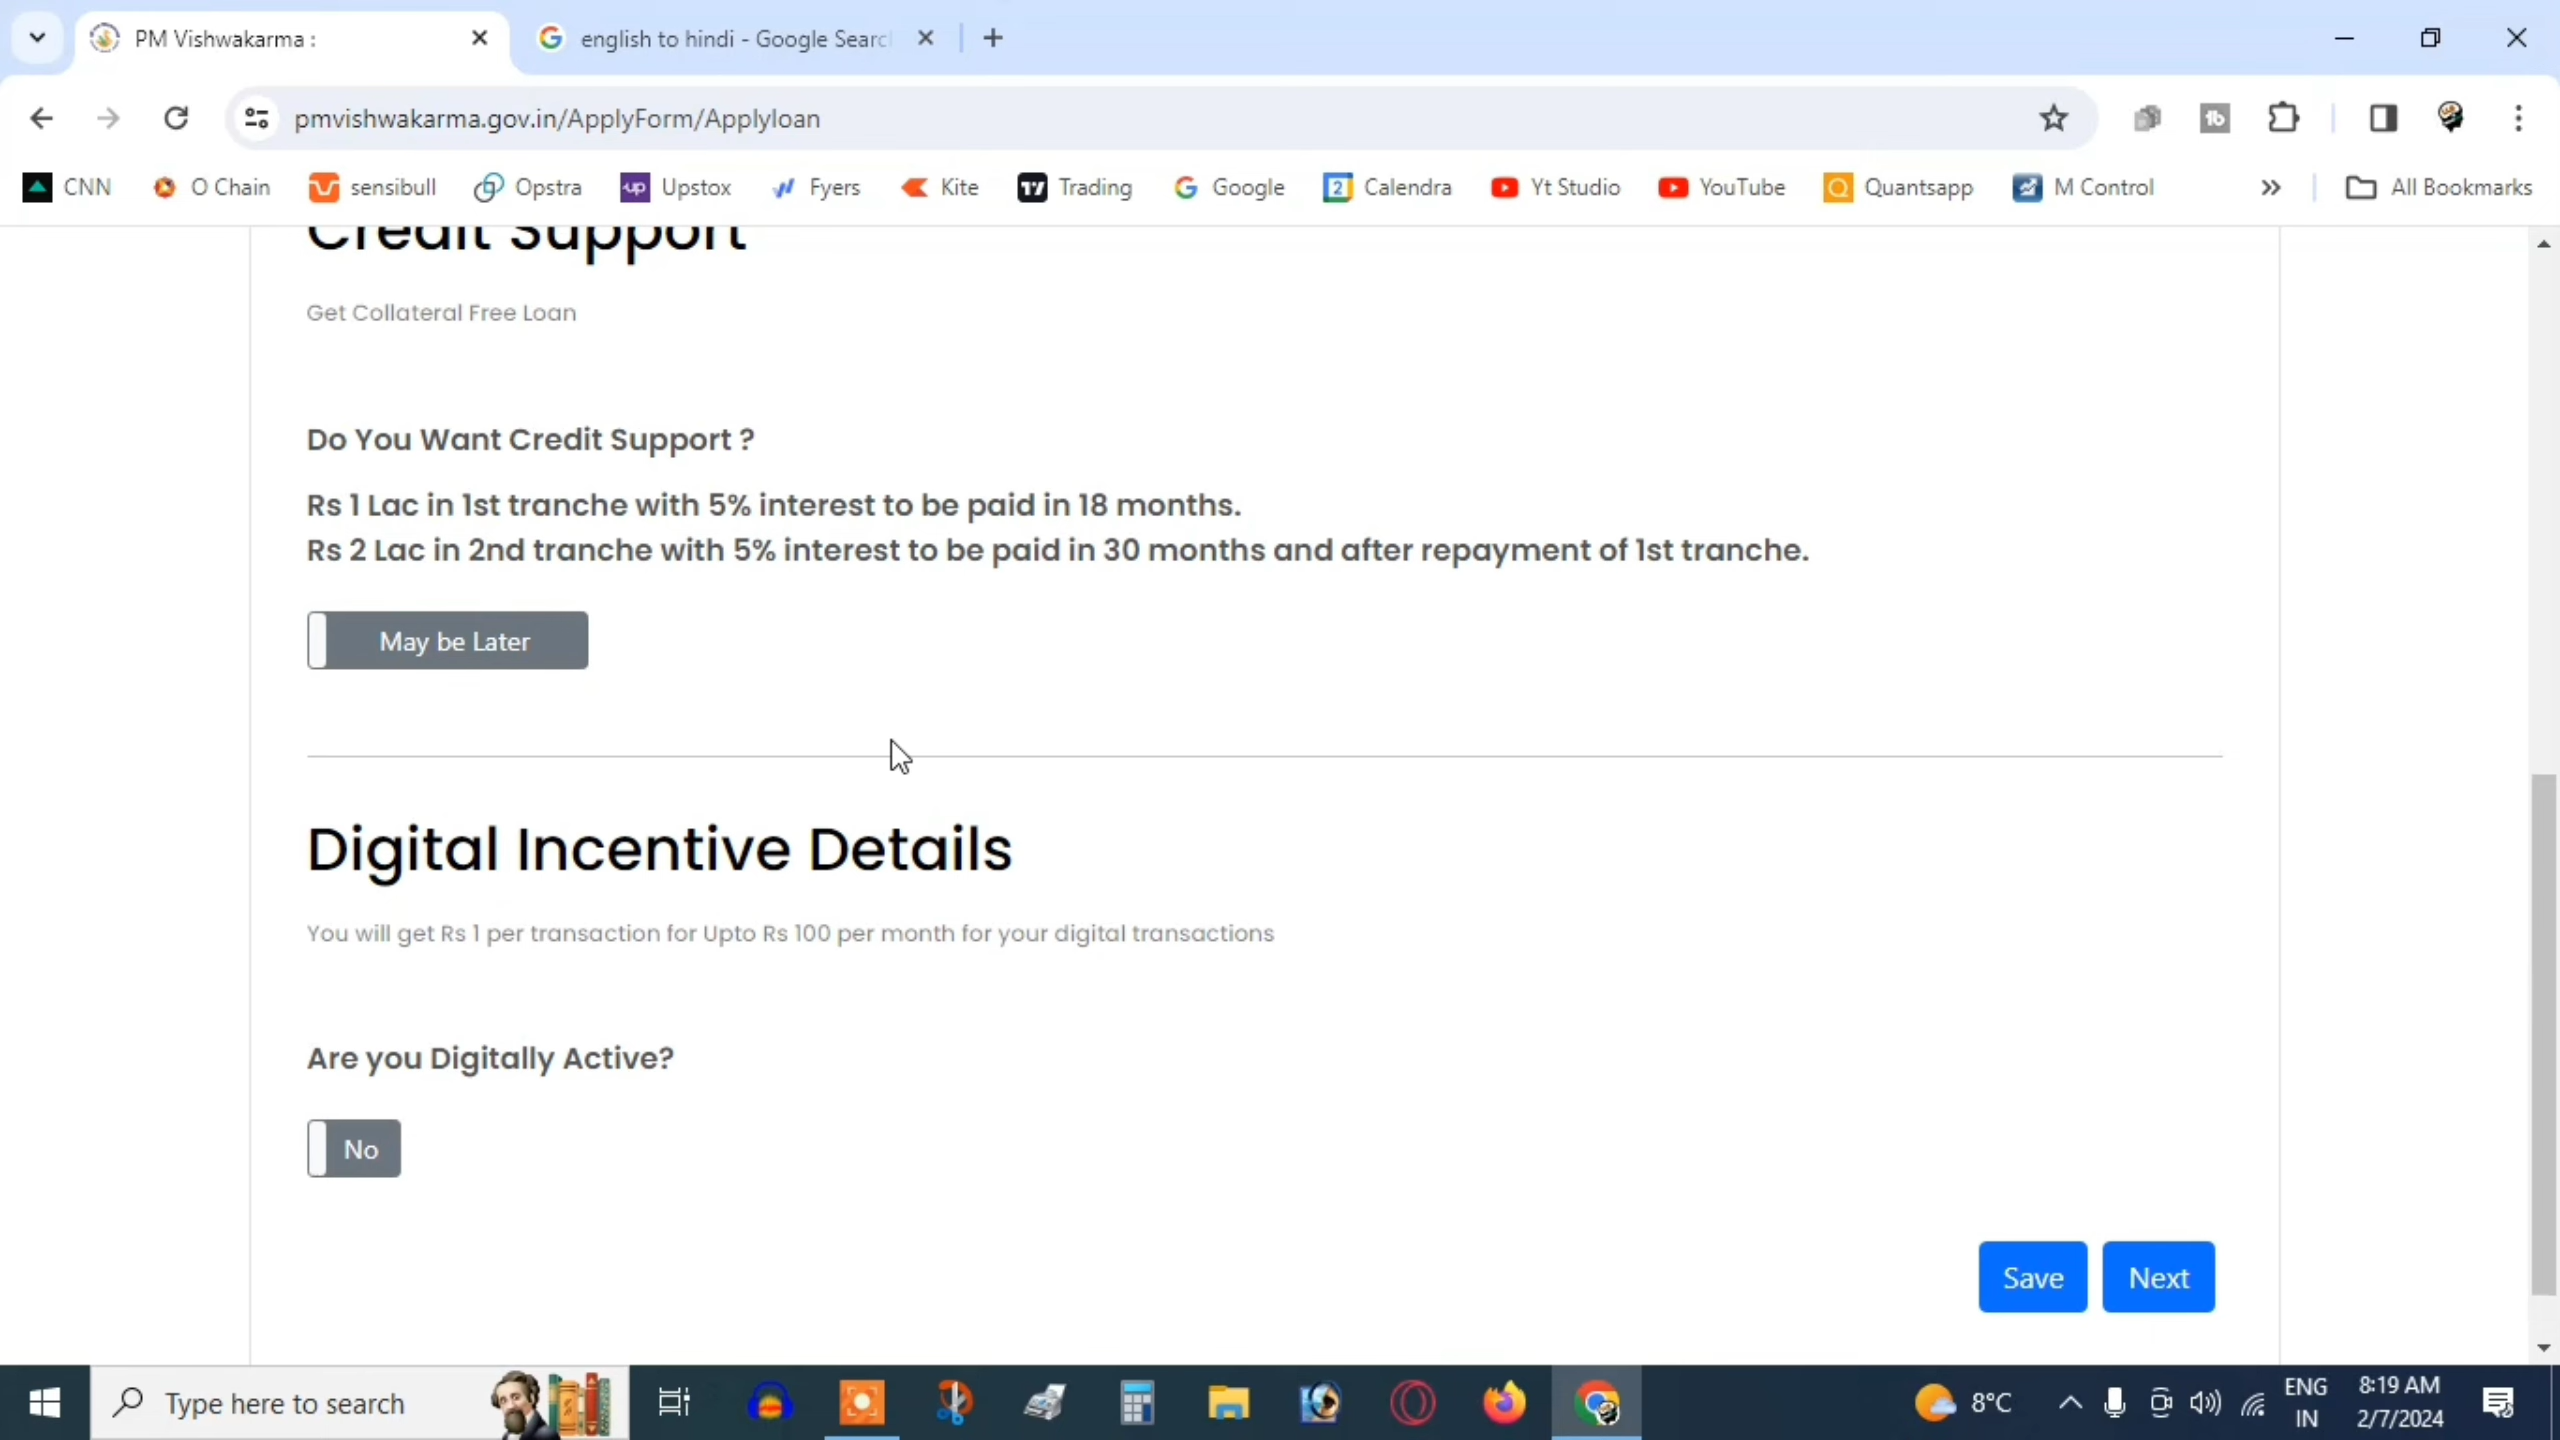 PM Vishwakarma :
english to hindi - Google Searc
pmvishwakarma.gov.in/ApplyForm/Applyloan
CNN O Chain sensibull Opstra Upstox Fyers Kite Trading Google Calendra Yt Studio YouTube Quantsapp M Control All Bookmarks
Credit Support
Get Collateral Free Loan
Do You Want Credit Support ?
Rs 1 Lac in 1st tranche with 5% interest to be paid in 18 months.
Rs 2 Lac in 2nd tranche with 5% interest to be paid in 30 months and after repayment of 1st tranche.
May be Later
Digital Incentive Details
You will get Rs 1 per transaction for Upto Rs 100 per month for your digital transactions
Are you Digitally Active?
No
Save Next
Type here to search
8°C
ENG
IN
8:19 AM
2/7/2024